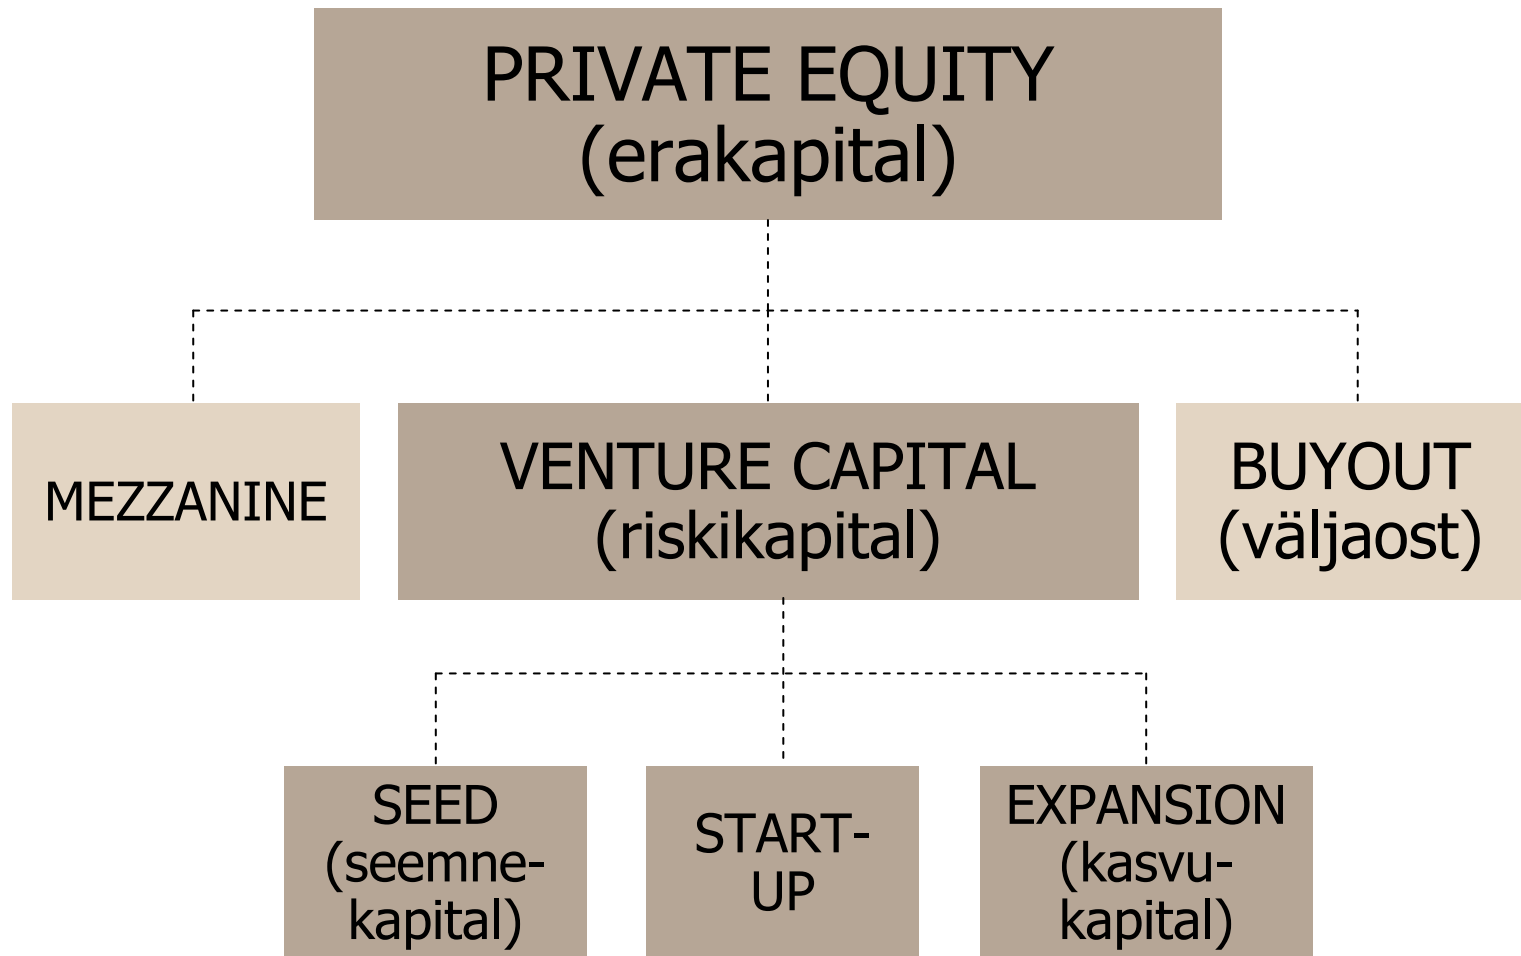 PRIVATE EQUITY
(erakapital)
MEZZANINE
VENTURE CAPITAL
(riskikapital)
BUYOUT
(väljaost)
SEED
(seemne-
kapital)
START-
UP
EXPANSION
(kasvu-
kapital)